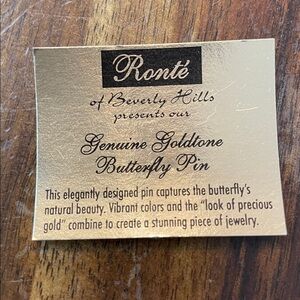 Ronté
of Beverly Hills
presents our
Genuine Goldtone
Butterfly Pin
This elegantly designed pin captures the butterfly's
natural beauty. Vibrant colors and the "look of precious
gold" combine to create a stunning piece of jewelry.